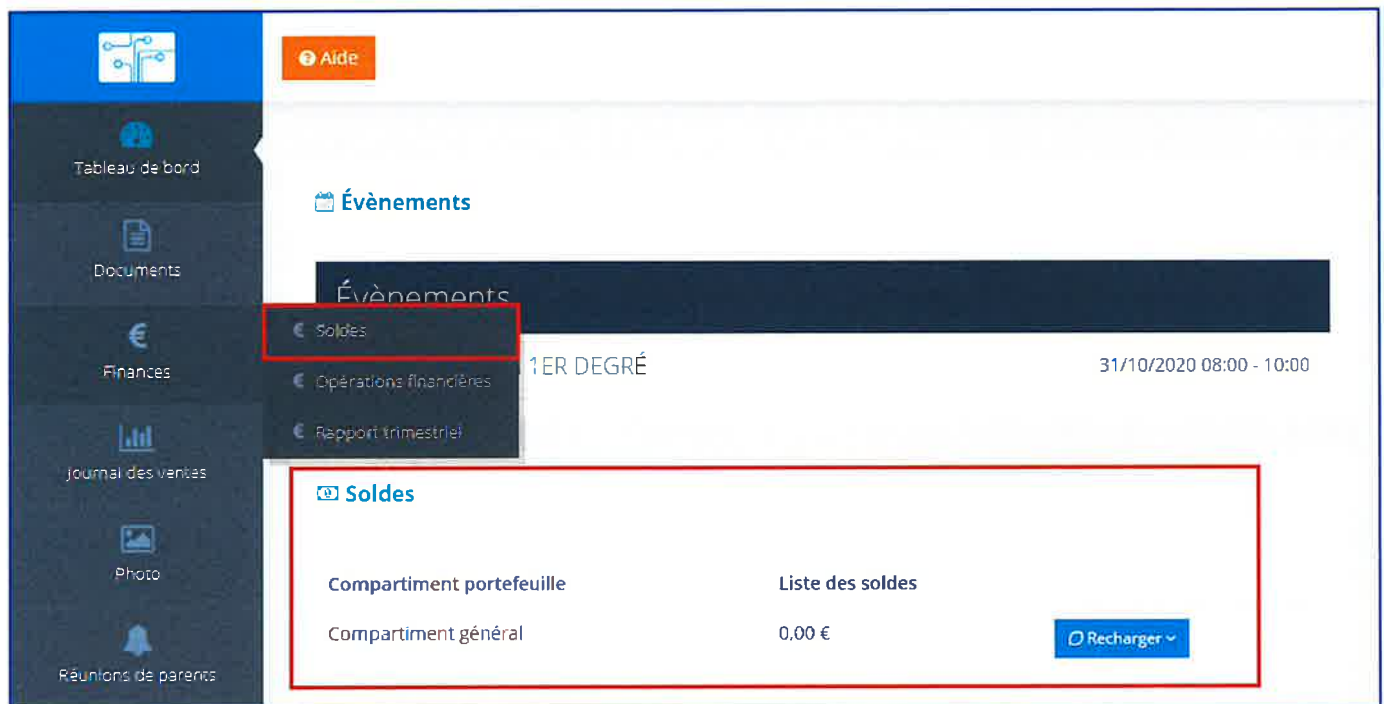 Aide
Tableau de bord
Évènements
Documents
Évènements
€ Soldes
€
Finances
1ER DEGRÉ
31/10/2020 08:00 - 10:00
€ Opérations financières
€ Rapport trimestriel
Journal des ventes
Soldes
Photo
Compartiment portefeuille
Liste des soldes
Compartiment général
0,00 €
Recharger
Réunions de parents